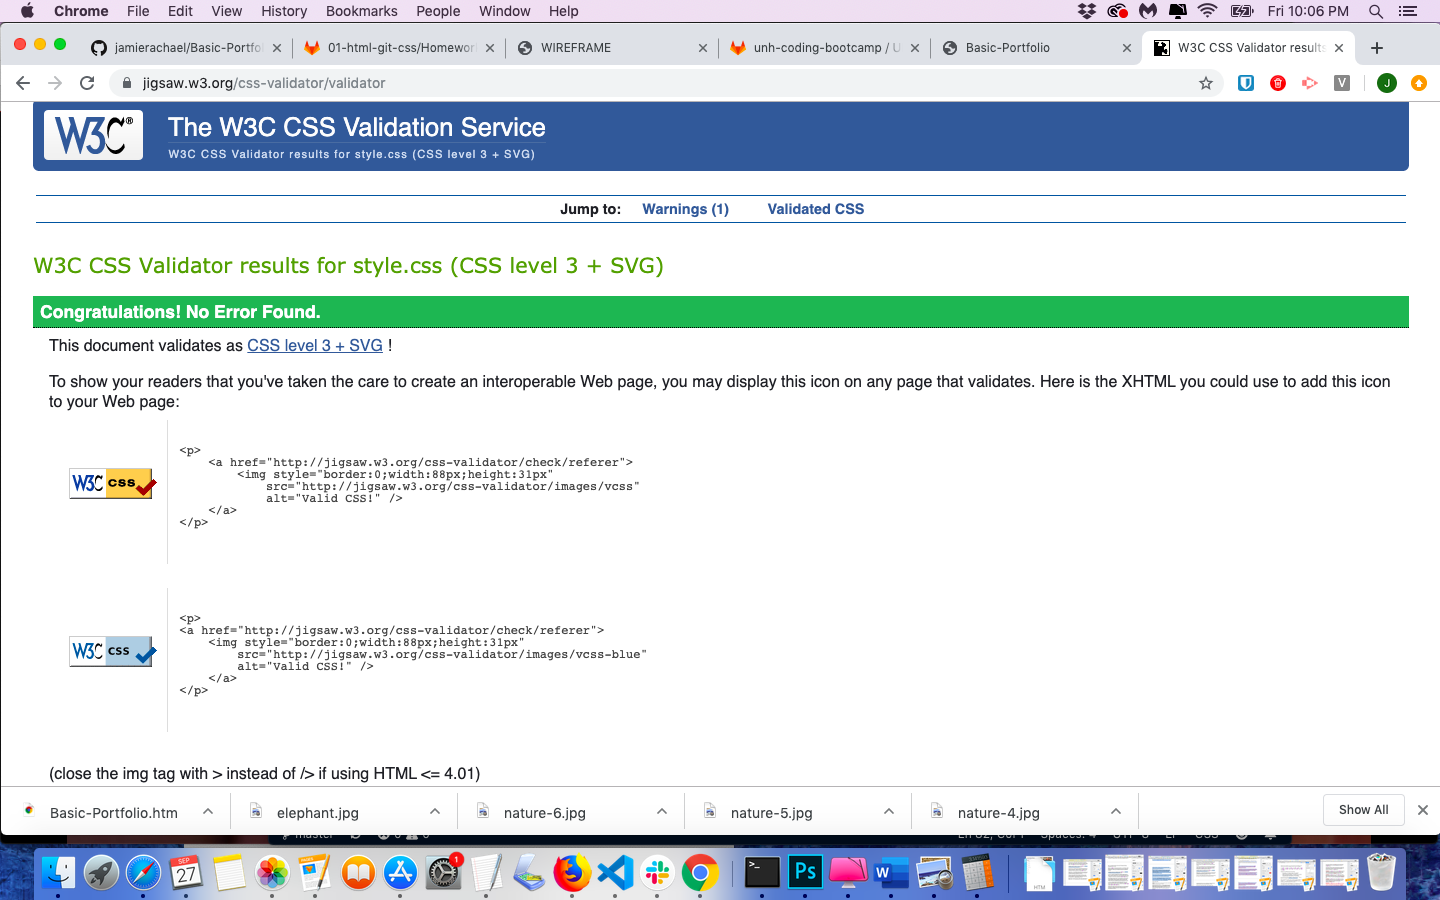 Chrome File Edit View History Bookmarks People Window Help Fri 10:06 PM
jamierachael/Basic-Portfo 01-html-git-css/Homewor WIREFRAME unh-coding-bootcamp / U Basic-Portfolio W3C CSS Validator results
jigsaw.w3.org/css-validator/validator V J
W3C® The W3C CSS Validation Service
W3C CSS Validator results for style.css (CSS level 3 + SVG)
Jump to: Warnings (1) Validated CSS
W3C CSS Validator results for style.css (CSS level 3 + SVG)
Congratulations! No Error Found.
This document validates as CSS level 3 + SVG !
To show your readers that you've taken the care to create an interoperable Web page, you may display this icon on any page that validates. Here is the XHTML you could use to add this icon
to your Web page:
<p>
<a href="http://jigsaw.w3.org/css-validator/check/referer">
<img style="border:0;width:88px;height:31px"
W3C css src="http://jigsaw.w3.org/css-validator/images/vcss"
alt="Valid CSS!" />
</a>
</p>
<p>
<a href="http://jigsaw.w3.org/css-validator/check/referer">
<img style="border:0;width:88px;height:31px"
W3C css src="http://jigsaw.w3.org/css-validator/images/vcss-blue"
alt="Valid CSS!" />
</a>
</p>
(close the img tag with > instead of /> if using HTML <= 4.01)
Basic-Portfolio.htm elephant.jpg nature-6.jpg nature-5.jpg nature-4.jpg Show All
SEP
27 1 Ps W HTM